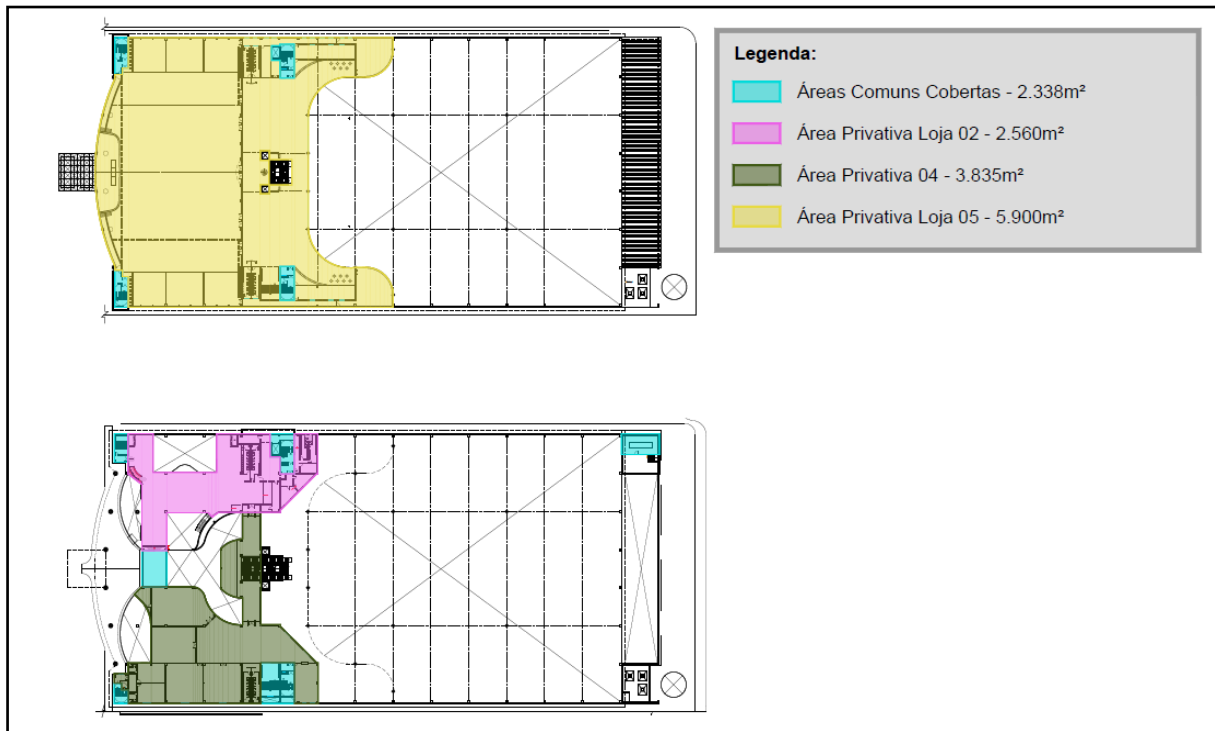 Legenda:
Áreas Comuns Cobertas - 2.338m²
Área Privativa Loja 02 - 2.560m²
Área Privativa 04 - 3.835m²
Área Privativa Loja 05 - 5.900m²